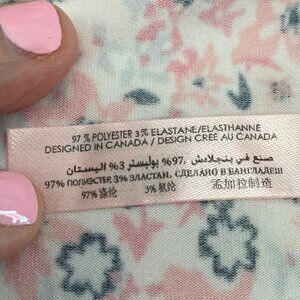 97 % POLYESTER 3% ELASTANE/ELASTHANNE
DESIGNED IN CANADA / DESIGN CRÉÉ AU CANADA
صنع في بنجلادش .97% بوليستر 3% اليستان
97% ПОЛИЭСТЕР, 3% ЭЛАСТАН, СДЕЛАНО В БАНГЛАДЕШ
97% 涤纶 3% 氨纶 孟加拉制造